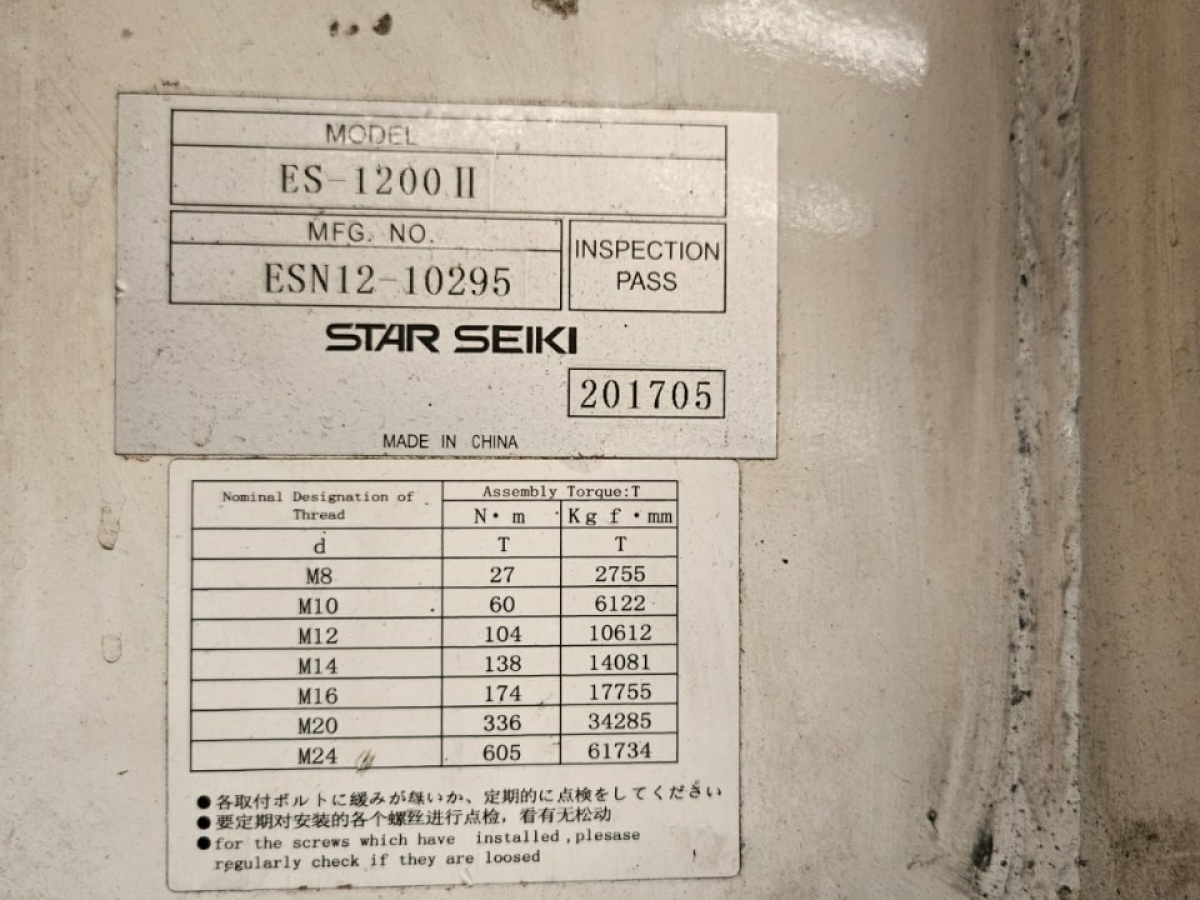 MODEL
ES-1200 II
MFG. NO.
ESN12-10295
INSPECTION
PASS
STAR SEIKI
201705
MADE IN CHINA
Nominal Designation of Thread Assembly Torque:T
N・m Kg f・mm
d T T
M8 27 2755
M10 60 6122
M12 104 10612
M14 138 14081
M16 174 17755
M20 336 34285
M24 605 61734
●各取付ボルトに緩みが無いか、定期的に点検をしてください
●要定期对安装的各个螺丝进行点检，看有无松动
●for the screws which have installed ,plesase
regularly check if they are loosed